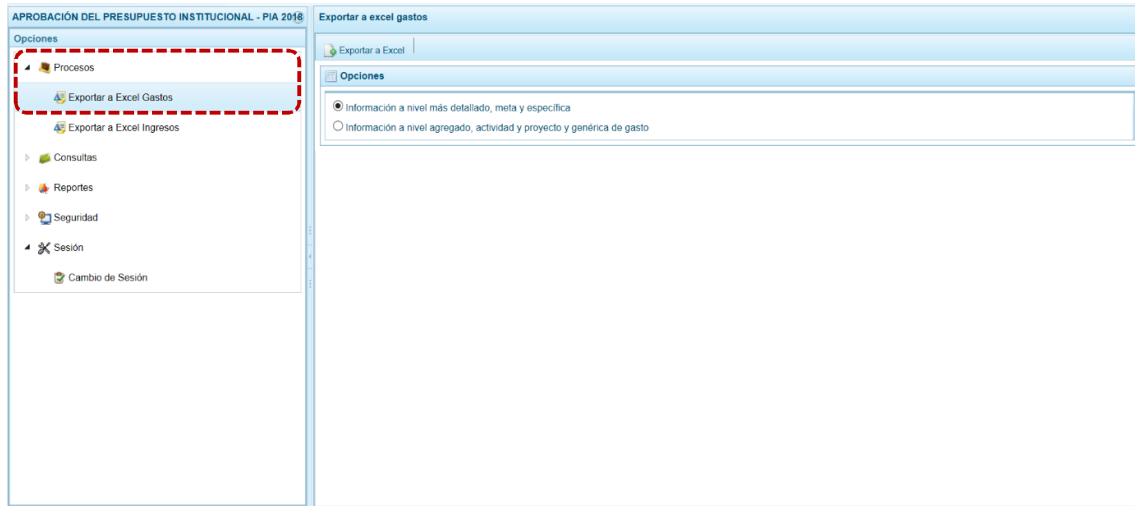 APROBACIÓN DEL PRESUPUESTO INSTITUCIONAL - PIA 2018
Opciones
Procesos
Exportar a Excel Gastos
Exportar a Excel Ingresos
Consultas
Reportes
Seguridad
Sesión
Cambio de Sesión
Exportar a excel gastos
Exportar a Excel
Opciones
Información a nivel más detallado, meta y específica
Información a nivel agregado, actividad y proyecto y genérica de gasto